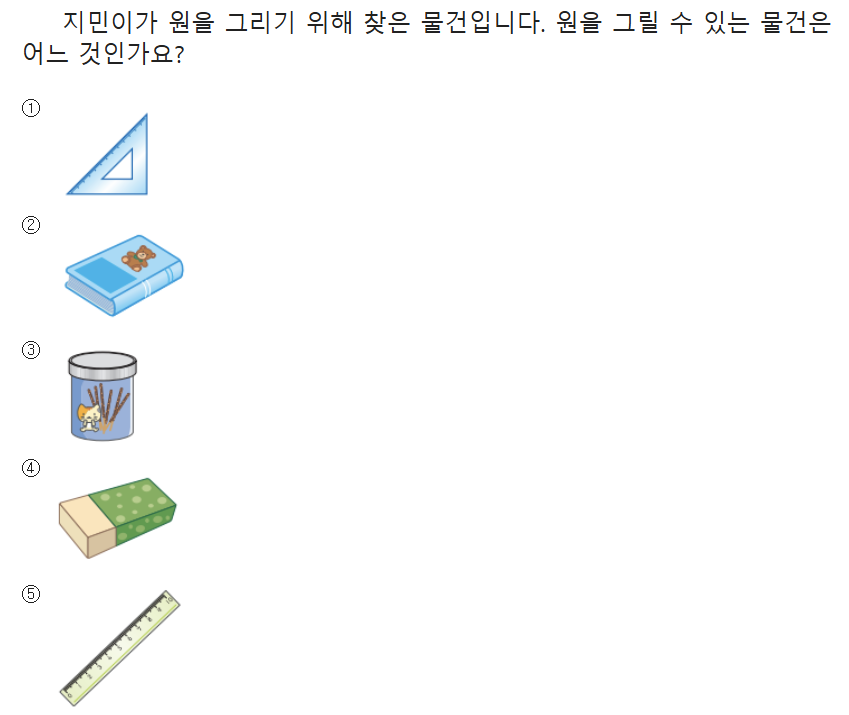 지민이가 원을 그리기 위해 찾은 물건입니다. 원을 그릴 수 있는 물건은
어느 것인가요?
①
②
③
④
⑤